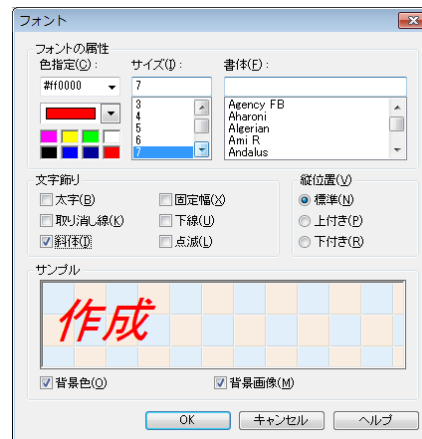 フォント
フォントの属性
色指定(C): サイズ(I): 書体(F):
#ff0000 7
3
4
5
6
7
Agency FB
Aharoni
Algerian
Ami R
Andalus
文字飾り 縦位置(V)
太字(B) 固定幅(X) 標準(N)
取り消し線(K) 下線(U) 上付き(P)
斜体(I) 点滅(L) 下付き(R)
サンプル
作成
背景色(O) 背景画像(M)
OK キャンセル ヘルプ